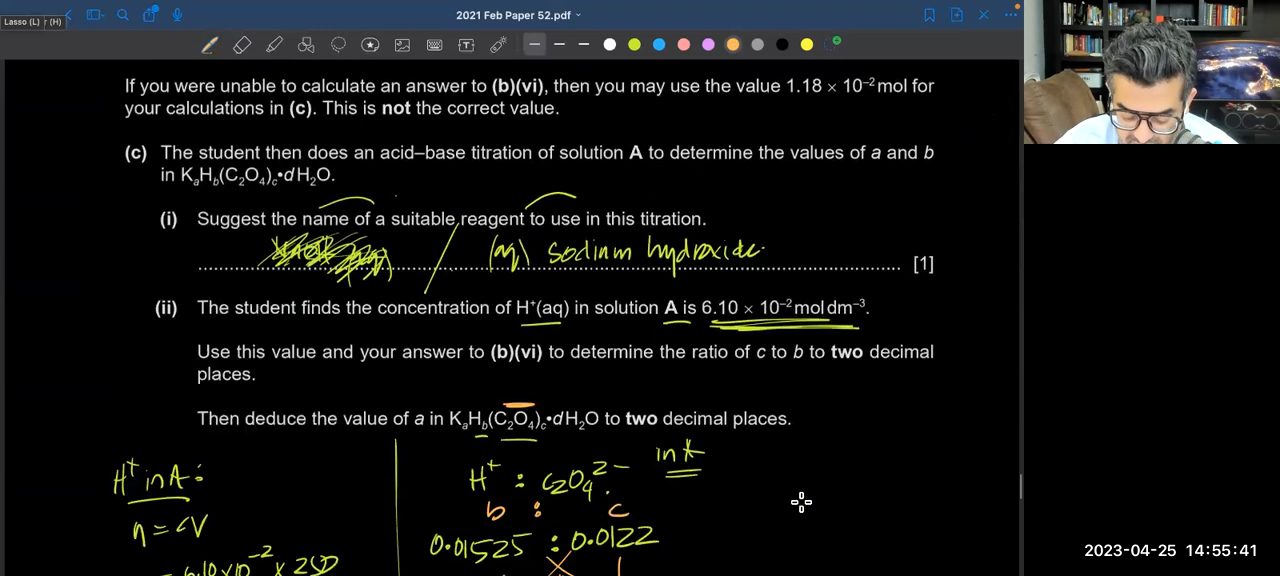 2021 Feb Paper 52.pdf
Lasso (L)
(H)
If you were unable to calculate an answer to (b)(vi), then you may use the value 1.18 × 10⁻² mol for
your calculations in (c). This is not the correct value.
(c) The student then does an acid–base titration of solution A to determine the values of a and b
in KₐH_b(C₂O₄)_c•dH₂O.
(i) Suggest the name of a suitable reagent to use in this titration.
(aq) sodium hydroxide
[1]
(ii) The student finds the concentration of H⁺(aq) in solution A is 6.10 × 10⁻² mol dm⁻³.
Use this value and your answer to (b)(vi) to determine the ratio of c to b to two decimal
places.
Then deduce the value of a in KₐH_b(C₂O₄)_c•dH₂O to two decimal places.
H⁺ in A:
n = cV
= 6.10 × 10⁻² × 250
H⁺ : C₂O₄²⁻ in A
b : c
0.01525 : 0.0122
2023-04-25 14:55:41